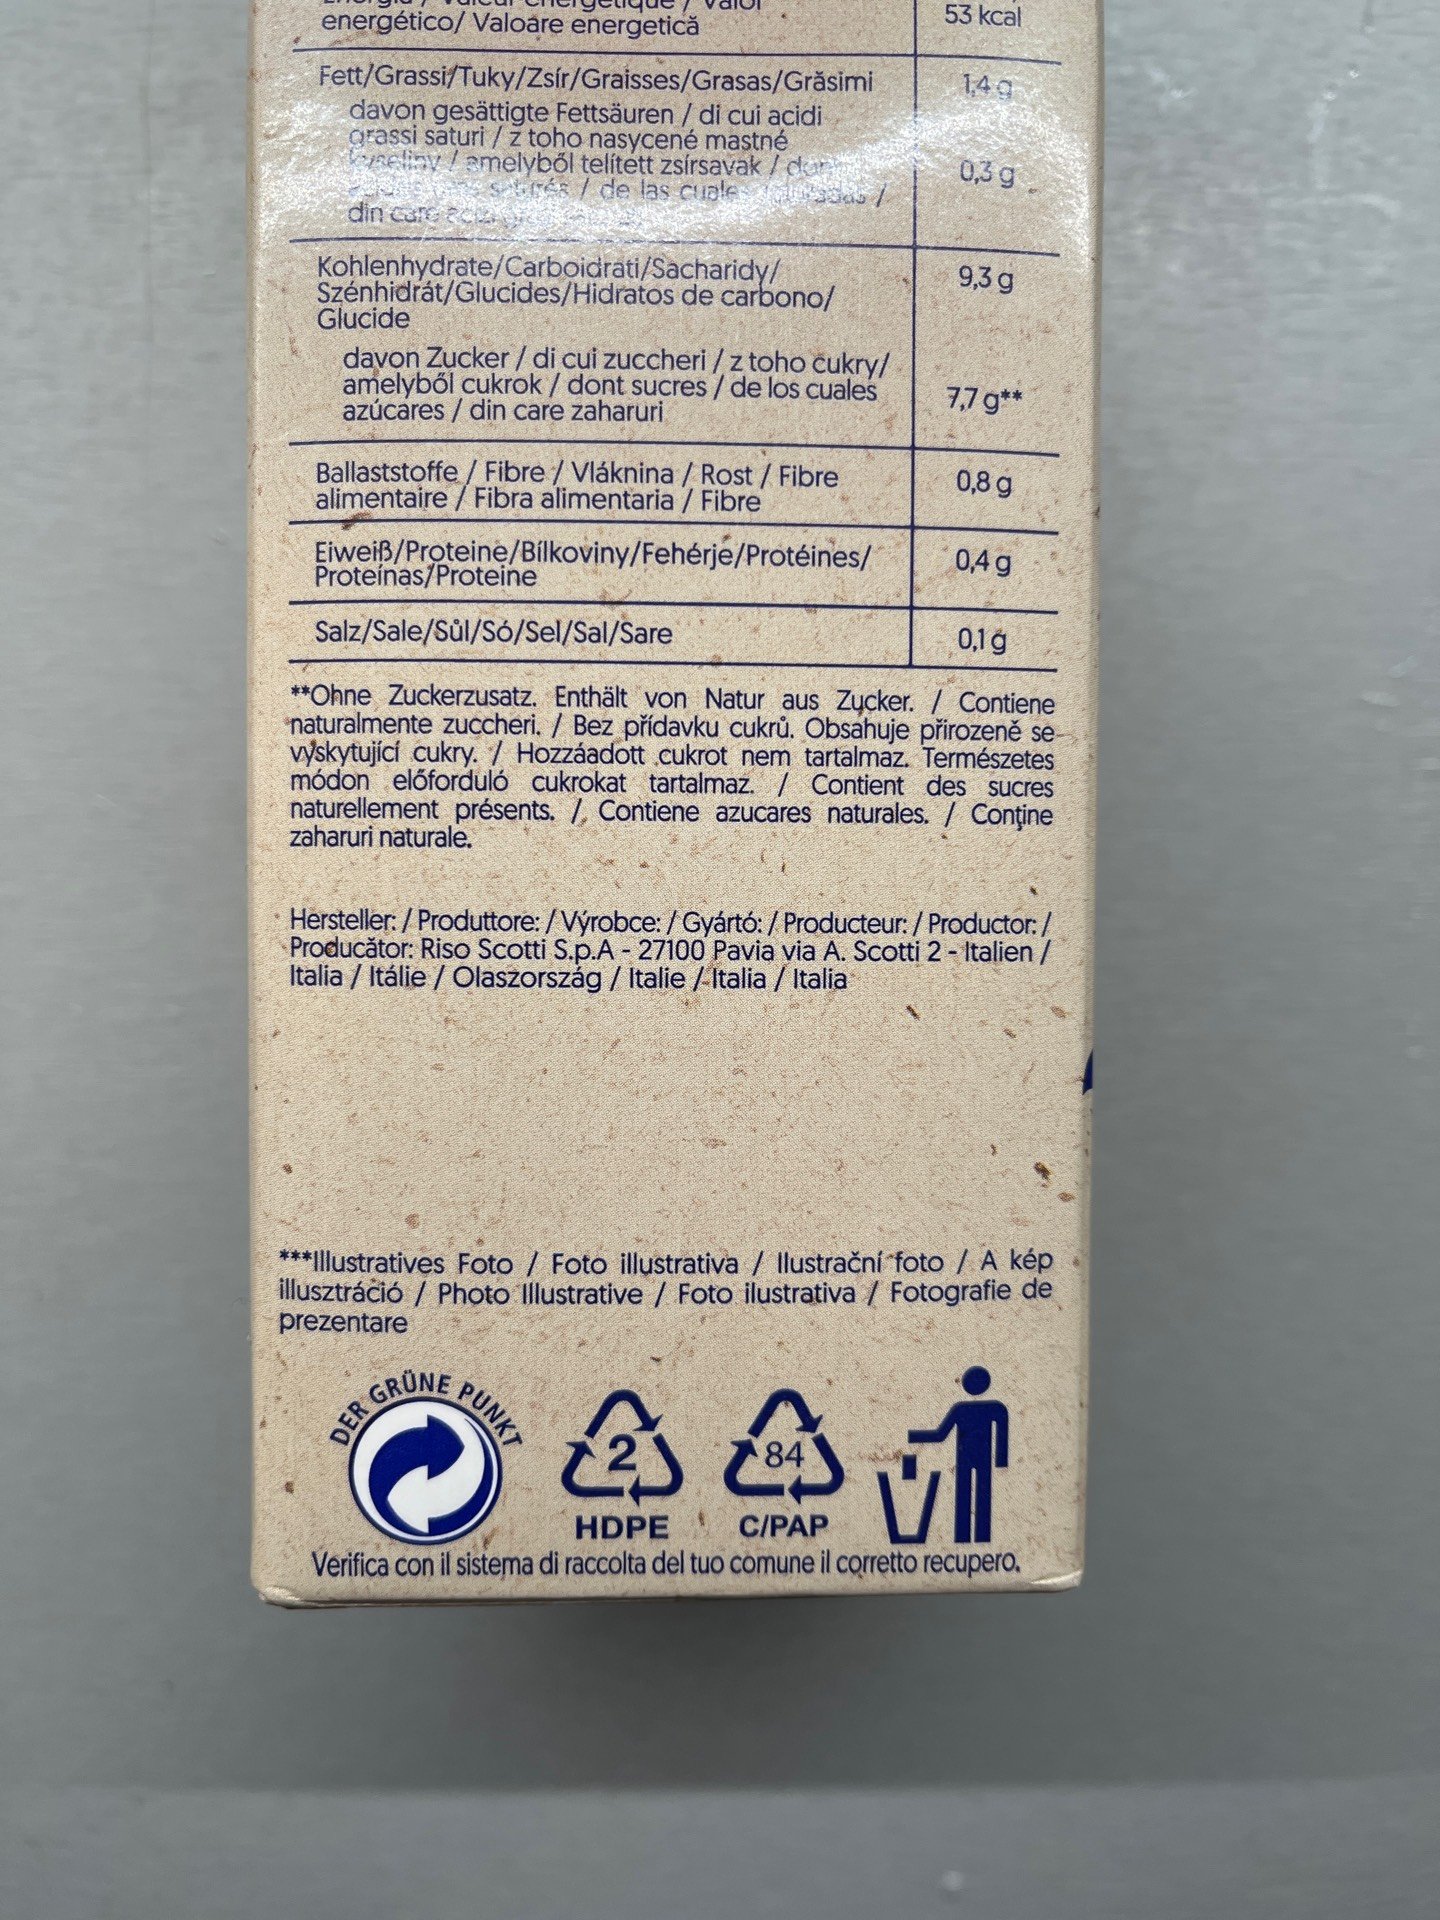 energético/ Valoare energetică
53 kcal
Fett/Grassi/Tuky/Zsír/Graisses/Grasas/Grăsimi
1,4 g
davon gesättigte Fettsäuren / di cui acidi
grassi saturi / z toho nasycené mastné
kyseliny / amelyből telített zsírsavak /
/ de las cuales /
din care
0,3 g
Kohlenhydrate/Carboidrati/Sacharidy/
Szénhidrát/Glucides/Hidratos de carbono/
Glucide
9,3 g
davon Zucker / di cui zuccheri / z toho cukry/
amelyből cukrok / dont sucres / de los cuales
azúcares / din care zaharuri
7,7 g**
Ballaststoffe / Fibre / Vláknina / Rost / Fibre
alimentaire / Fibra alimentaria / Fibre
0,8 g
Eiweiß/Proteine/Bílkoviny/Fehérje/Protéines/
Proteínas/Proteine
0,4 g
Salz/Sale/Sůl/Só/Sel/Sal/Sare
0,1 g
**Ohne Zuckerzusatz. Enthält von Natur aus Zucker. / Contiene
naturalmente zuccheri. / Bez přídavku cukrů. Obsahuje přirozeně se
vyskytující cukry. / Hozzáadott cukrot nem tartalmaz. Természetes
módon előforduló cukrokat tartalmaz. / Contient des sucres
naturellement présents. / Contiene azucares naturales. / Conține
zaharuri naturale.
Hersteller: / Produttore: / Výrobce: / Gyártó: / Producteur: / Productor: /
Producător: Riso Scotti S.p.A - 27100 Pavia via A. Scotti 2 - Italien /
Italia / Itálie / Olaszország / Italie / Italia / Italia
***Illustratives Foto / Foto illustrativa / Ilustrační foto / A kép
illusztráció / Photo Illustrative / Foto ilustrativa / Fotografie de
prezentare
DER GRÜNE PUNKT
2
HDPE
84
C/PAP
Verifica con il sistema di raccolta del tuo comune il corretto recupero.